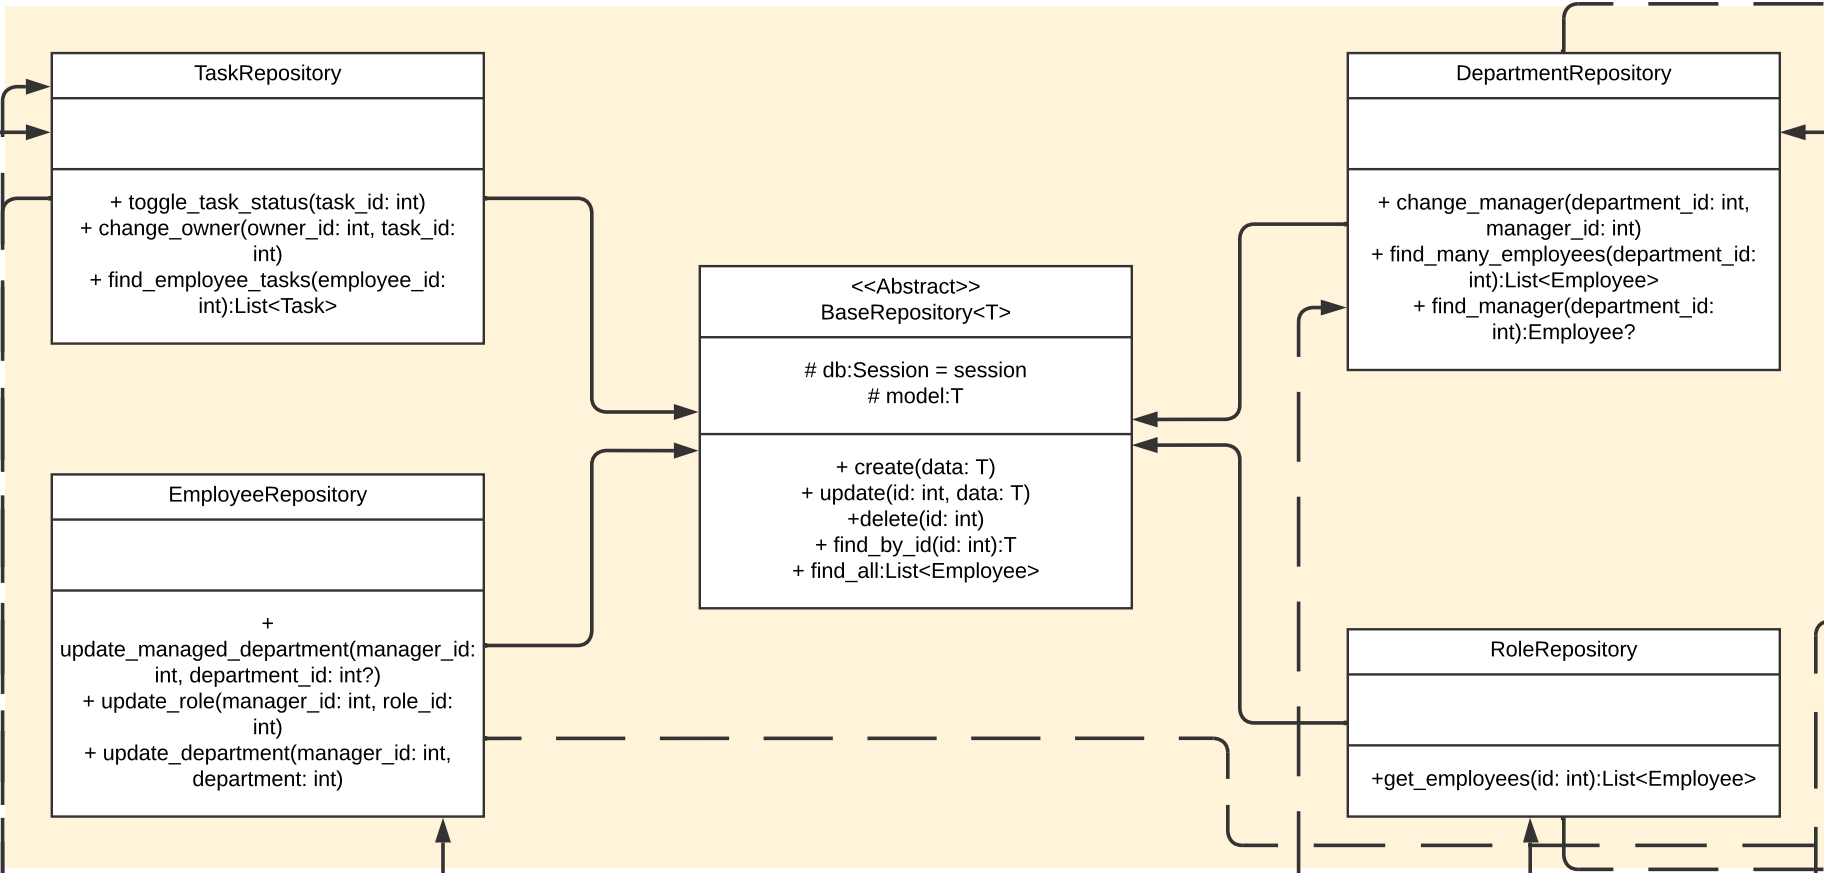 TaskRepository
+ toggle_task_status(task_id: int)
+ change_owner(owner_id: int, task_id:
int)
+ find_employee_tasks(employee_id:
int):List<Task>
EmployeeRepository
+
update_managed_department(manager_id:
int, department_id: int?)
+ update_role(manager_id: int, role_id:
int)
+ update_department(manager_id: int,
department: int)
<<Abstract>>
BaseRepository<T>
# db:Session = session
# model:T
+ create(data: T)
+ update(id: int, data: T)
+delete(id: int)
+ find_by_id(id: int):T
+ find_all:List<Employee>
DepartmentRepository
+ change_manager(department_id: int,
manager_id: int)
+ find_many_employees(department_id:
int):List<Employee>
+ find_manager(department_id:
int):Employee?
RoleRepository
+get_employees(id: int):List<Employee>